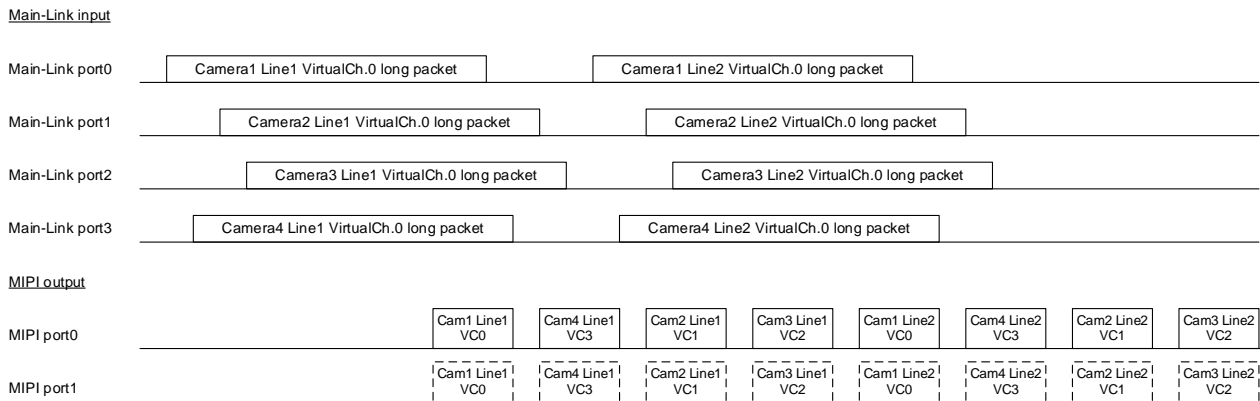 Main-Link input
Main-Link port0
Camera1 Line1 VirtualCh.0 long packet
Camera1 Line2 VirtualCh.0 long packet
Main-Link port1
Camera2 Line1 VirtualCh.0 long packet
Camera2 Line2 VirtualCh.0 long packet
Main-Link port2
Camera3 Line1 VirtualCh.0 long packet
Camera3 Line2 VirtualCh.0 long packet
Main-Link port3
Camera4 Line1 VirtualCh.0 long packet
Camera4 Line2 VirtualCh.0 long packet
MIPI output
MIPI port0
Cam1 Line1
VC0
Cam4 Line1
VC3
Cam2 Line1
VC1
Cam3 Line1
VC2
Cam1 Line2
VC0
Cam4 Line2
VC3
Cam2 Line2
VC1
Cam3 Line2
VC2
MIPI port1
Cam1 Line1
VC0
Cam4 Line1
VC3
Cam2 Line1
VC1
Cam3 Line1
VC2
Cam1 Line2
VC0
Cam4 Line2
VC3
Cam2 Line2
VC1
Cam3 Line2
VC2